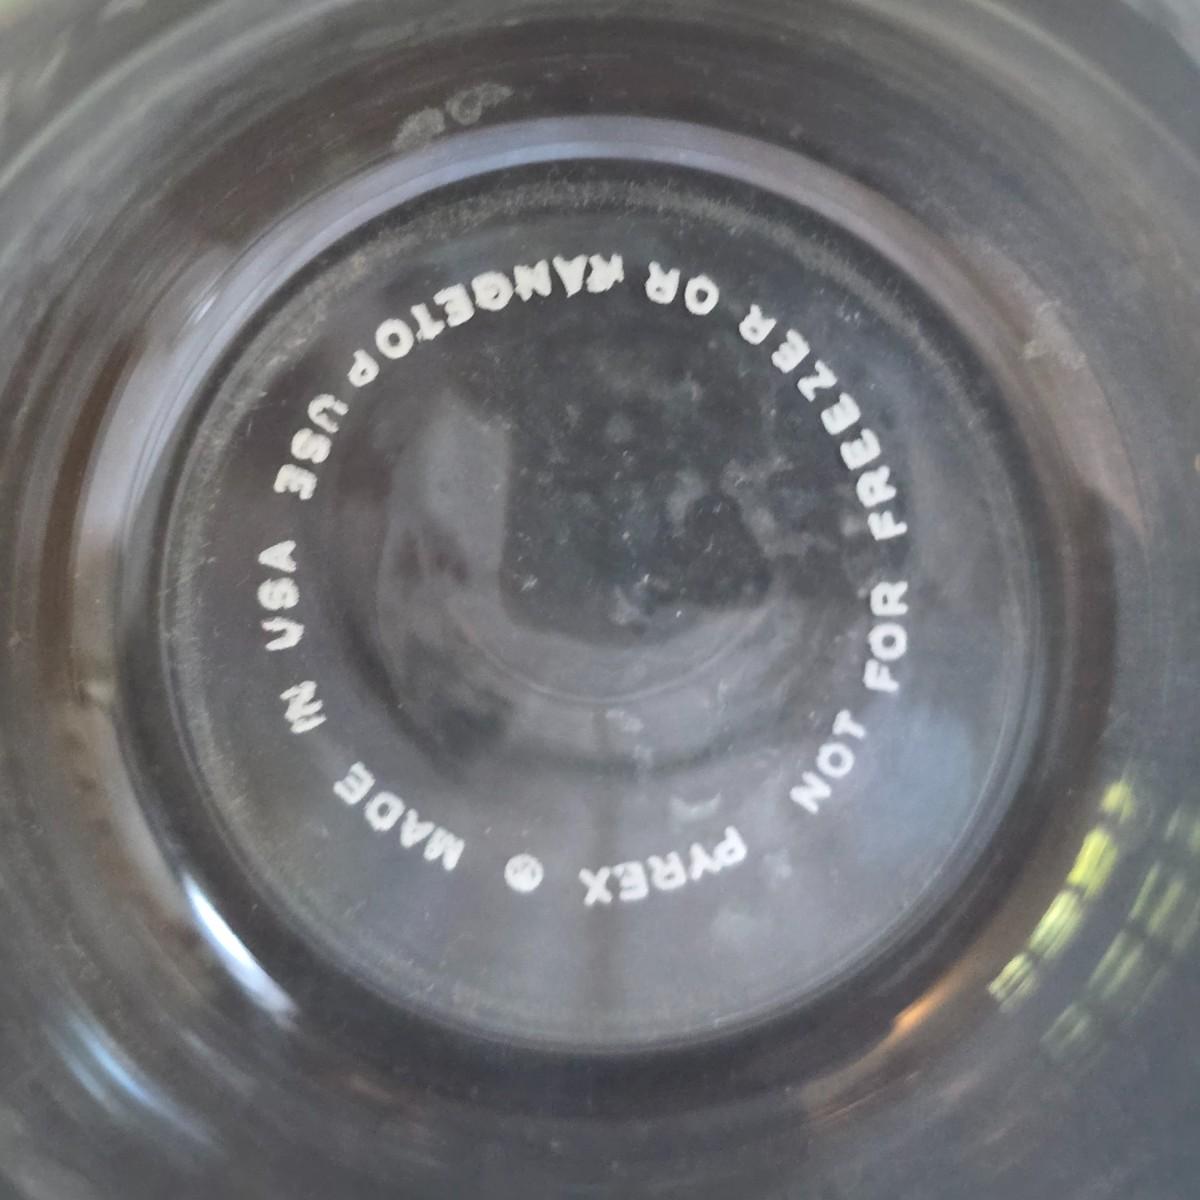 PYREX ® MADE IN USA
NOT FOR FREEZER OR RANGETOP USE